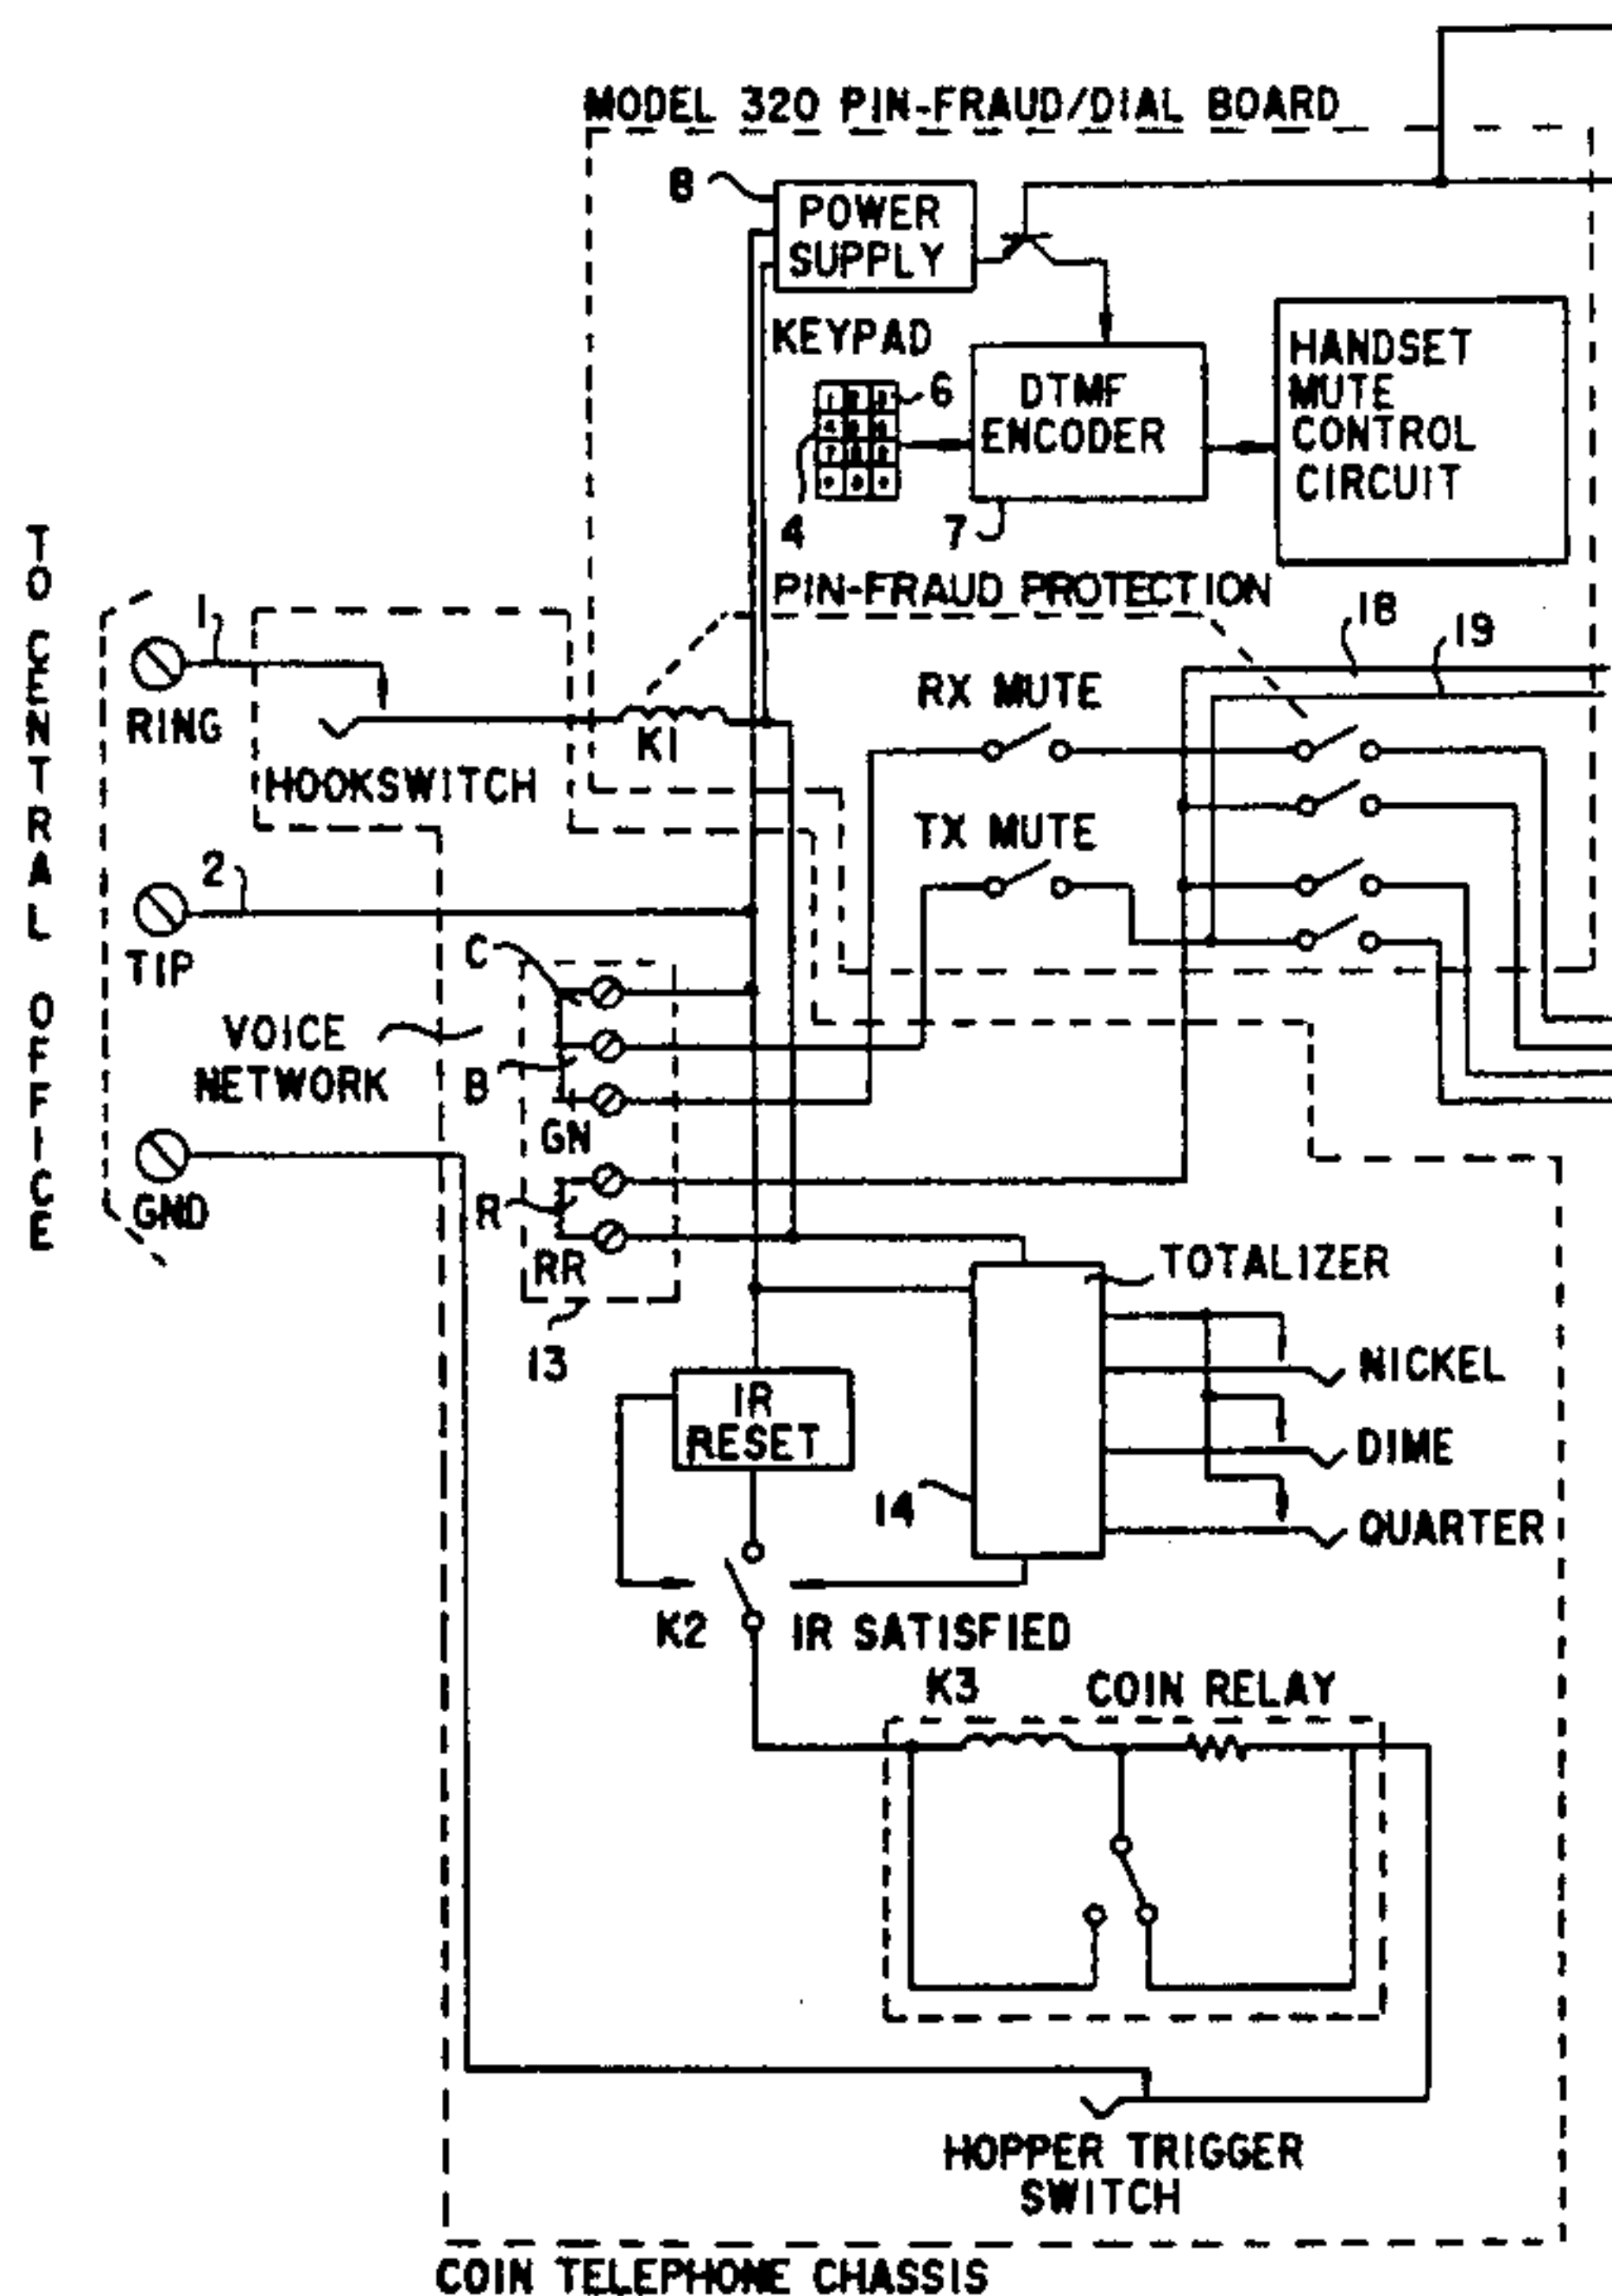 MODEL 320 PIN-FRAUD/DIAL BOARD
8
POWER
SUPPLY
KEYPAD
6
4
DTMF
ENCODER
7
HANDSET
MUTE
CONTROL
CIRCUIT
TO CENTRAL OFFICE
PIN-FRAUD PROTECTION
1
RING
K1
HOOKSWITCH
RX MUTE
18
19
TX MUTE
2
TIP
C
VOICE
NETWORK
B
GN
GND
R
RR
13
TOTALIZER
NICKEL
IR
RESET
DIME
14
QUARTER
K2
IR SATISFIED
K3
COIN RELAY
HOPPER TRIGGER
SWITCH
COIN TELEPHONE CHASSIS